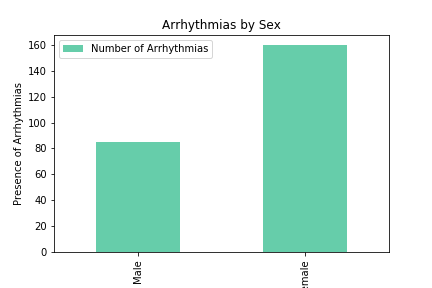 Arrhythmias by Sex
Number of Arrhythmias
Presence of Arrhythmias
160
140
120
100
80
60
40
20
0
Male
emale